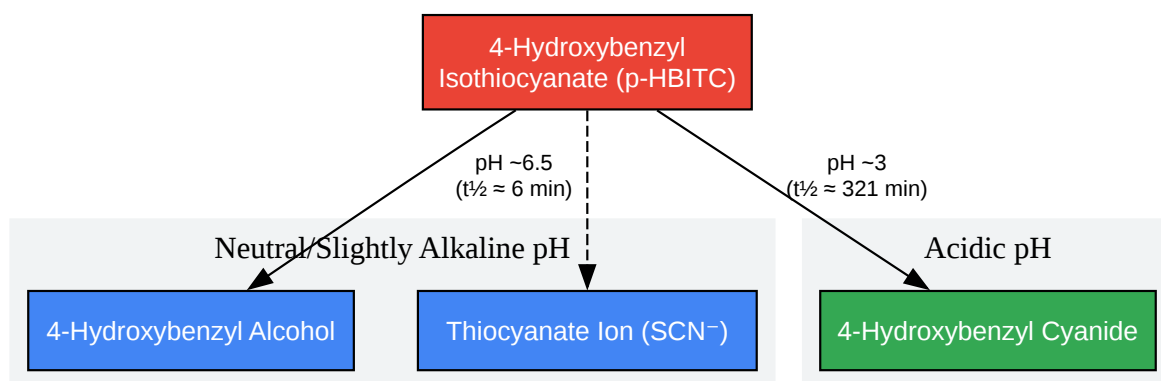 4-Hydroxybenzyl
Isothiocyanate (p-HBITC)
pH ~6.5
(t½ ≈ 6 min)
pH ~3
(t½ ≈ 321 min)
Neutral/Slightly Alkaline pH
Acidic pH
4-Hydroxybenzyl Alcohol
Thiocyanate Ion (SCN⁻)
4-Hydroxybenzyl Cyanide